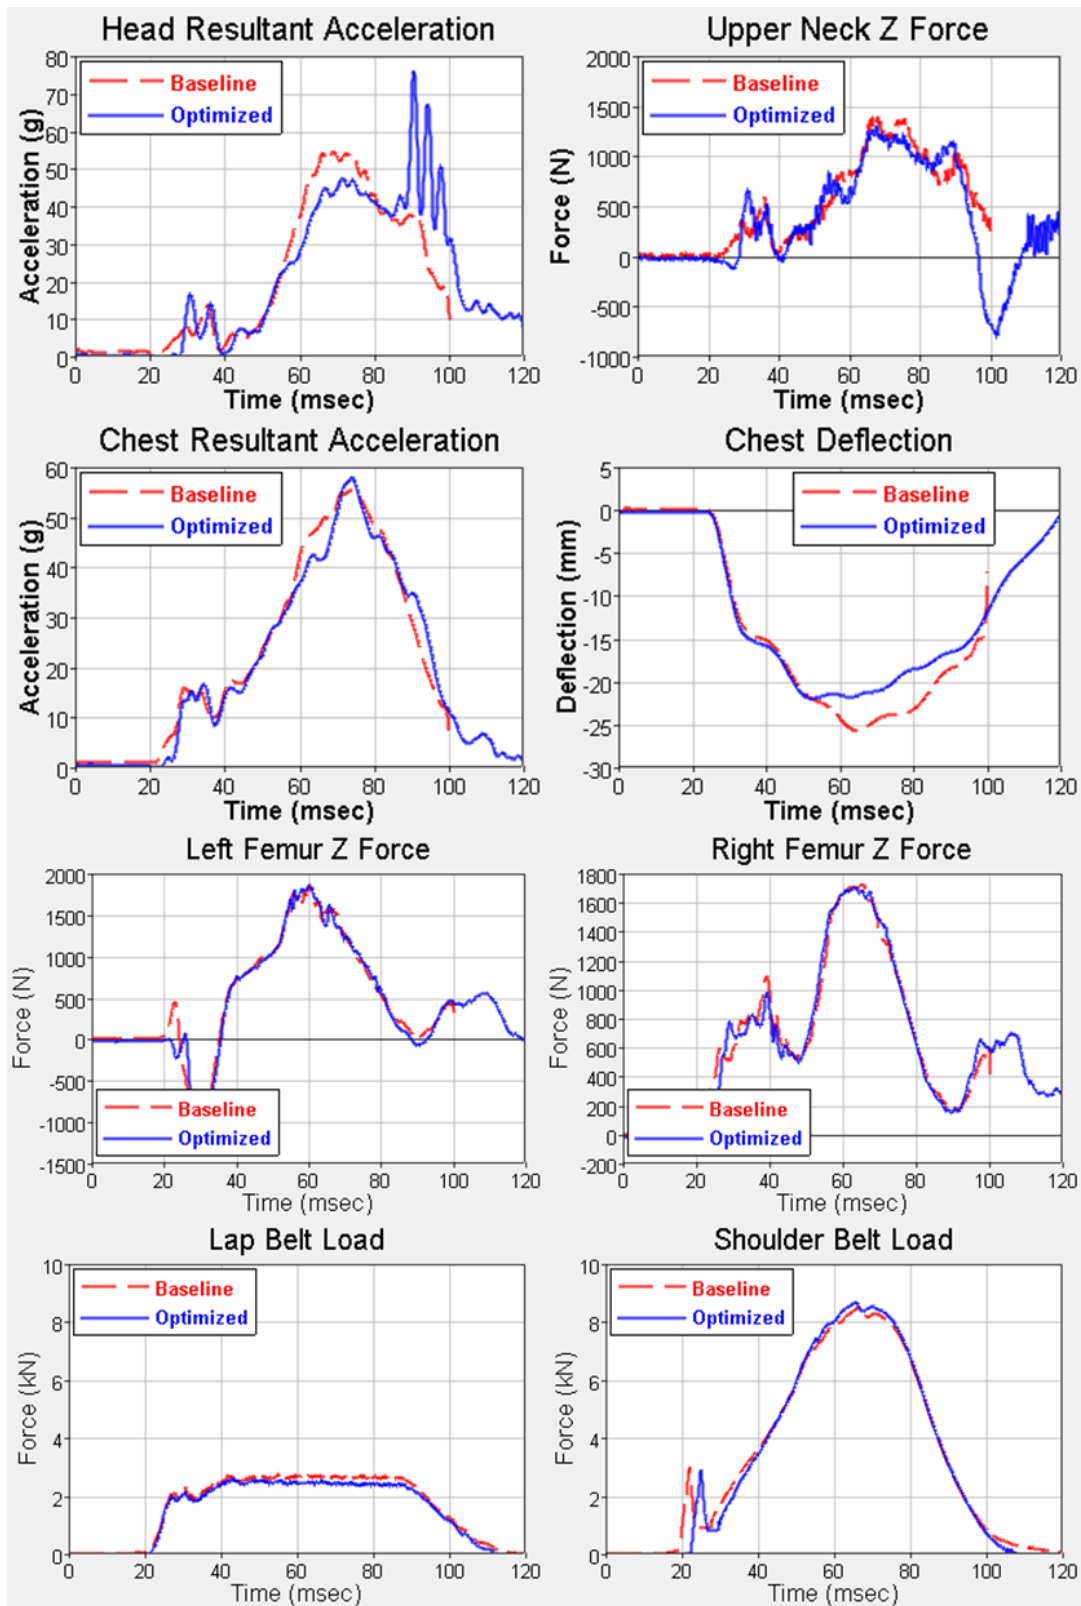 Head Resultant Acceleration
Upper Neck Z Force
Acceleration (g)
80
70
60
50
40
30
20
10
0
Baseline
Optimized
0 20 40 60 80 100 120
Time (msec)
Force (N)
2000
1500
1000
500
0
-500
-1000
Baseline
Optimized
0 20 40 60 80 100 120
Time (msec)
Chest Resultant Acceleration
Chest Deflection
Acceleration (g)
60
50
40
30
20
10
0
Baseline
Optimized
0 20 40 60 80 100 120
Time (msec)
Deflection (mm)
5
0
-5
-10
-15
-20
-25
-30
Baseline
Optimized
0 20 40 60 80 100 120
Time (msec)
Left Femur Z Force
Right Femur Z Force
Force (N)
2000
1500
1000
500
0
-500
-1000
-1500
Baseline
Optimized
0 20 40 60 80 100 120
Time (msec)
Force (N)
1800
1600
1400
1200
1000
800
600
400
200
0
-200
Baseline
Optimized
0 20 40 60 80 100 120
Time (msec)
Lap Belt Load
Shoulder Belt Load
Force (kN)
10
8
6
4
2
0
Baseline
Optimized
0 20 40 60 80 100 120
Time (msec)
Force (kN)
10
8
6
4
2
0
Baseline
Optimized
0 20 40 60 80 100 120
Time (msec)